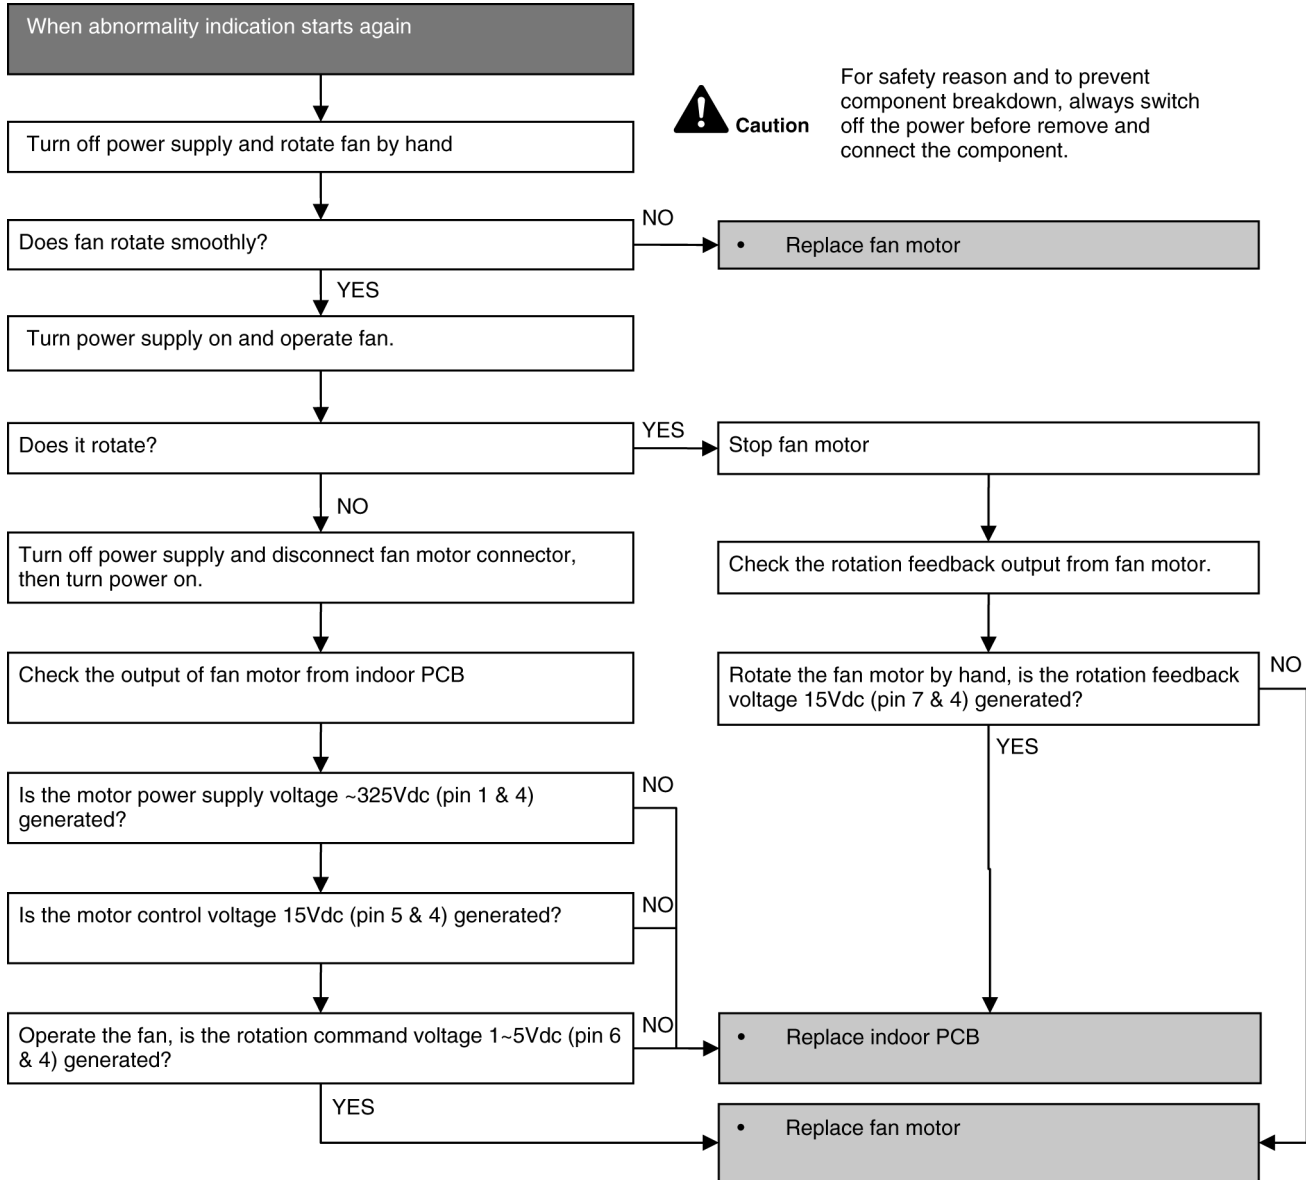 When abnormality indication starts again
For safety reason and to prevent
component breakdown, always switch
off the power before remove and
connect the component.
Caution
Turn off power supply and rotate fan by hand
Does fan rotate smoothly?
NO
• Replace fan motor
YES
Turn power supply on and operate fan.
Does it rotate?
YES
Stop fan motor
NO
Turn off power supply and disconnect fan motor connector,
then turn power on.
Check the rotation feedback output from fan motor.
Check the output of fan motor from indoor PCB
Rotate the fan motor by hand, is the rotation feedback
voltage 15Vdc (pin 7 & 4) generated?
NO
YES
Is the motor power supply voltage ~325Vdc (pin 1 & 4)
generated?
NO
Is the motor control voltage 15Vdc (pin 5 & 4) generated?
NO
Operate the fan, is the rotation command voltage 1~5Vdc (pin 6
& 4) generated?
NO
• Replace indoor PCB
YES
• Replace fan motor